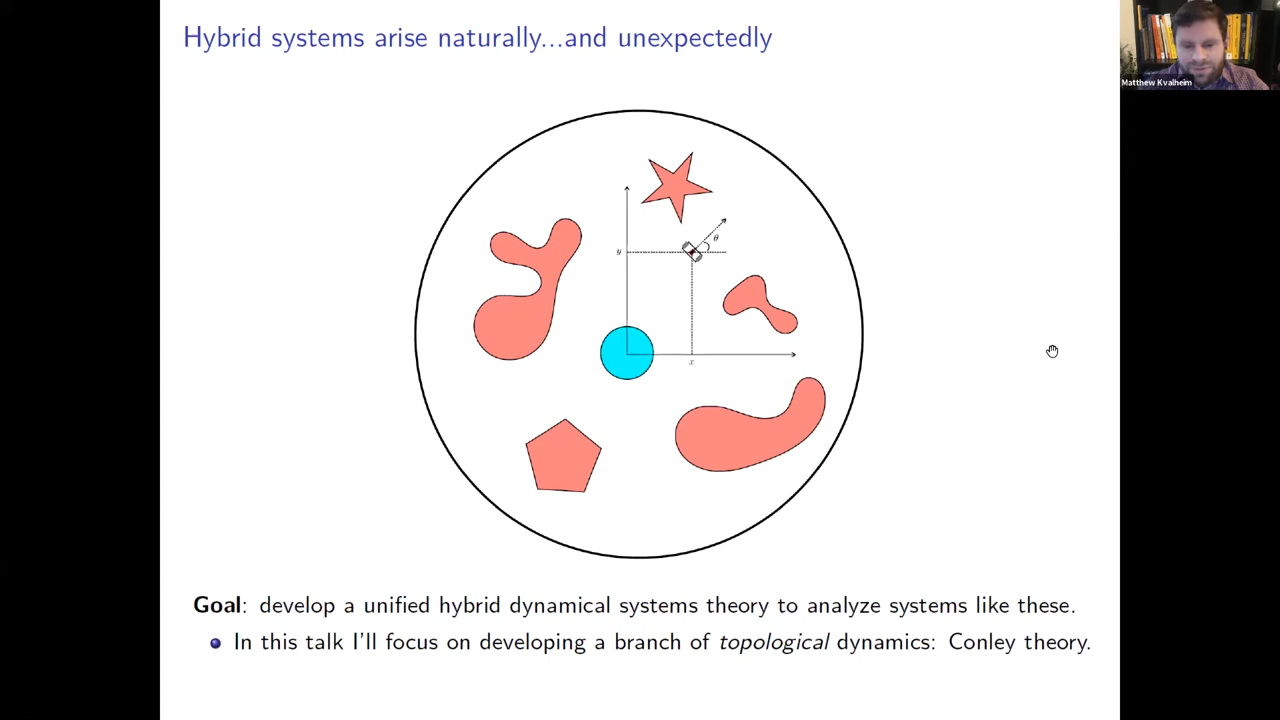 Hybrid systems arise naturally...and unexpectedly
Matthew Kvalheim
θ
y
x
Goal: develop a unified hybrid dynamical systems theory to analyze systems like these.
In this talk I'll focus on developing a branch of topological dynamics: Conley theory.